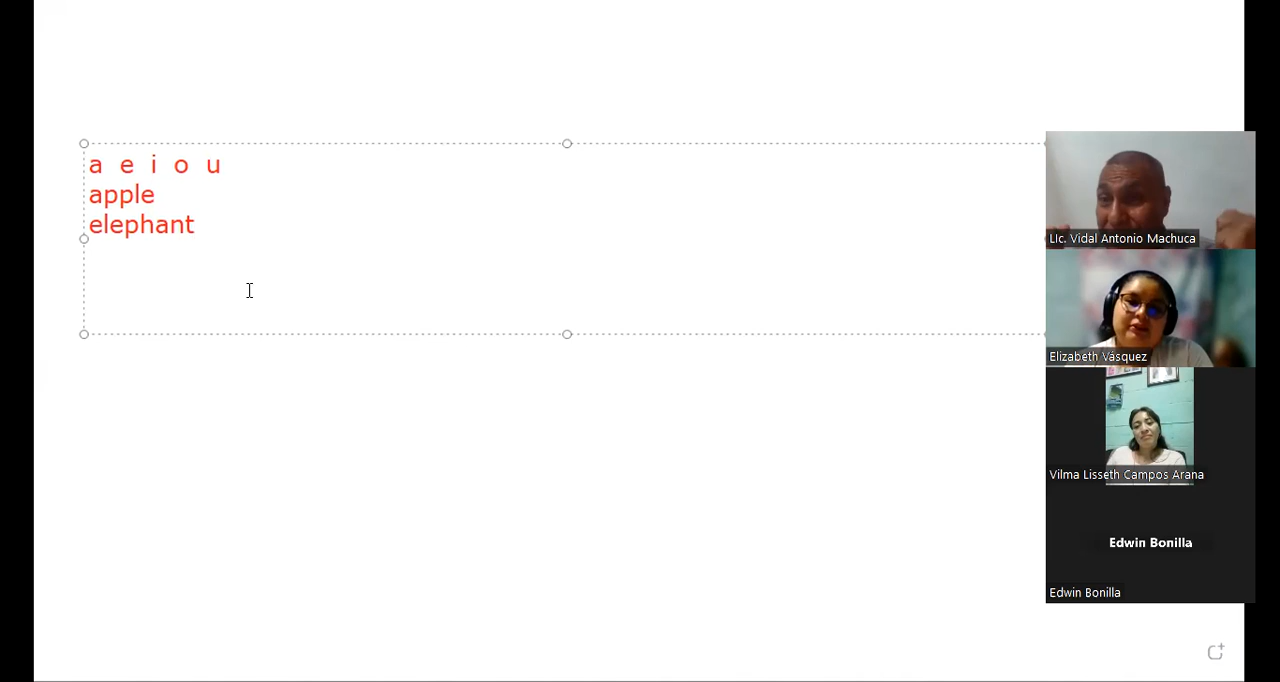 a e i o u
apple
elephant
LIc. Vidal Antonio Machuca
Elizabeth Vásquez
Vilma Lisseth Campos Arana
Edwin Bonilla
Edwin Bonilla